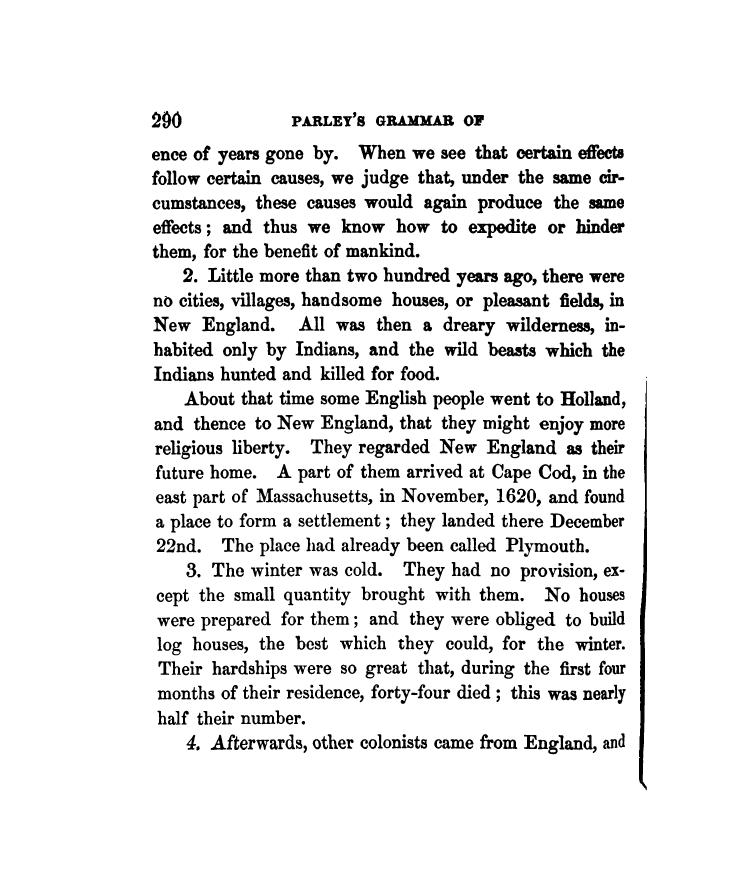 290 PARLEY'S GRAMMAR OF
ence of years gone by. When we see that certain effects
follow certain causes, we judge that, under the same cir-
cumstances, these causes would again produce the same
effects; and thus we know how to expedite or hinder
them, for the benefit of mankind.
2. Little more than two hundred years ago, there were
no cities, villages, handsome houses, or pleasant fields, in
New England. All was then a dreary wilderness, in-
habited only by Indians, and the wild beasts which the
Indians hunted and killed for food.
About that time some English people went to Holland,
and thence to New England, that they might enjoy more
religious liberty. They regarded New England as their
future home. A part of them arrived at Cape Cod, in the
east part of Massachusetts, in November, 1620, and found
a place to form a settlement; they landed there December
22nd. The place had already been called Plymouth.
3. The winter was cold. They had no provision, ex-
cept the small quantity brought with them. No houses
were prepared for them; and they were obliged to build
log houses, the best which they could, for the winter.
Their hardships were so great that, during the first four
months of their residence, forty-four died; this was nearly
half their number.
4. Afterwards, other colonists came from England, and